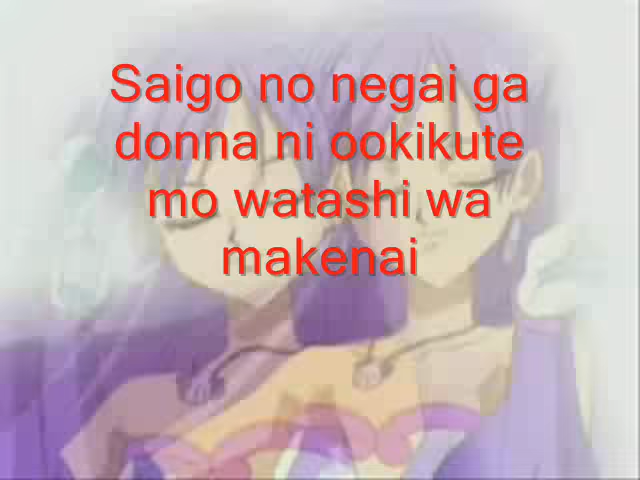 Saigo no negai ga
donna ni ookikute
mo watashi wa
makenai